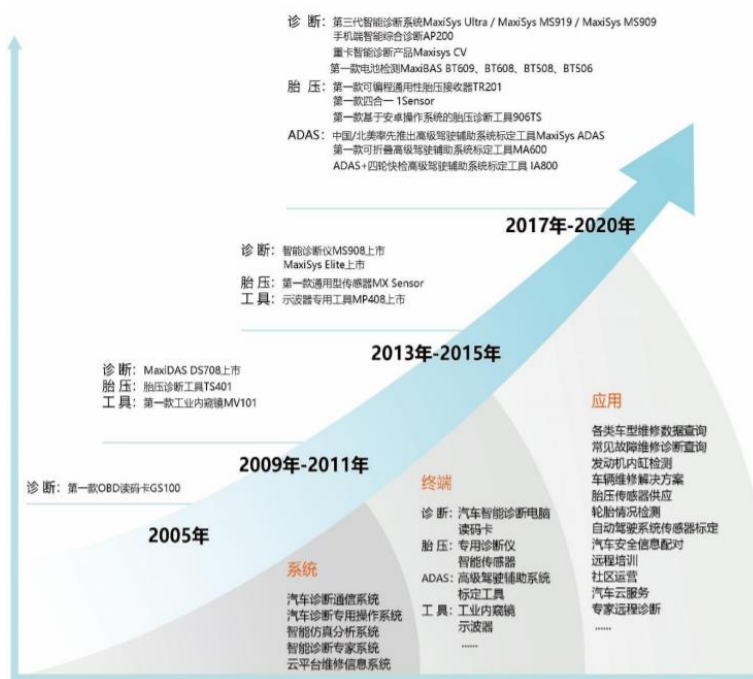 诊 断：第三代智能诊断系统MaxiSys Ultra / MaxiSys MS919 / MaxiSys MS909
手机端智能综合诊断AP200
重卡智能诊断产品Maxisys CV
第一款电池检测MaxiBAS BT609、BT608、BT508、BT506
胎 压：第一款可编程通用性胎压接收器TR201
第一款四合一 1Sensor
第一款基于安卓操作系统的胎压诊断工具906TS
ADAS：中国/北美率先推出高级驾驶辅助系统标定工具MaxiSys ADAS
第一款可折叠高级驾驶辅助系统标定工具MA600
ADAS+四轮快检高级驾驶辅助系统标定工具 IA800
2017年-2020年
诊 断：智能诊断仪MS908上市
MaxiSys Elite上市
胎 压：第一款通用型传感器MX Sensor
工 具：示波器专用工具MP408上市
2013年-2015年
诊 断：MaxiDAS DS708上市
胎 压：胎压诊断工具TS401
工 具：第一款工业内窥镜MV101
2009年-2011年
诊 断：第一款OBD读码卡GS100
2005年
系统
汽车诊断通信系统
汽车诊断专用操作系统
智能仿真分析系统
智能诊断专家系统
云平台维修信息系统
终端
诊 断：汽车智能诊断电脑
读码卡
胎 压：专用诊断仪
智能传感器
ADAS：高级驾驶辅助系统
标定工具
工 具：工业内窥镜
示波器
......
应用
各类车型维修数据查询
常见故障维修诊断查询
发动机内缸检测
车辆维修解决方案
胎压传感器供应
轮胎情况检测
自动驾驶系统传感器标定
汽车安全信息配对
远程培训
社区运营
汽车云服务
专家远程诊断
......